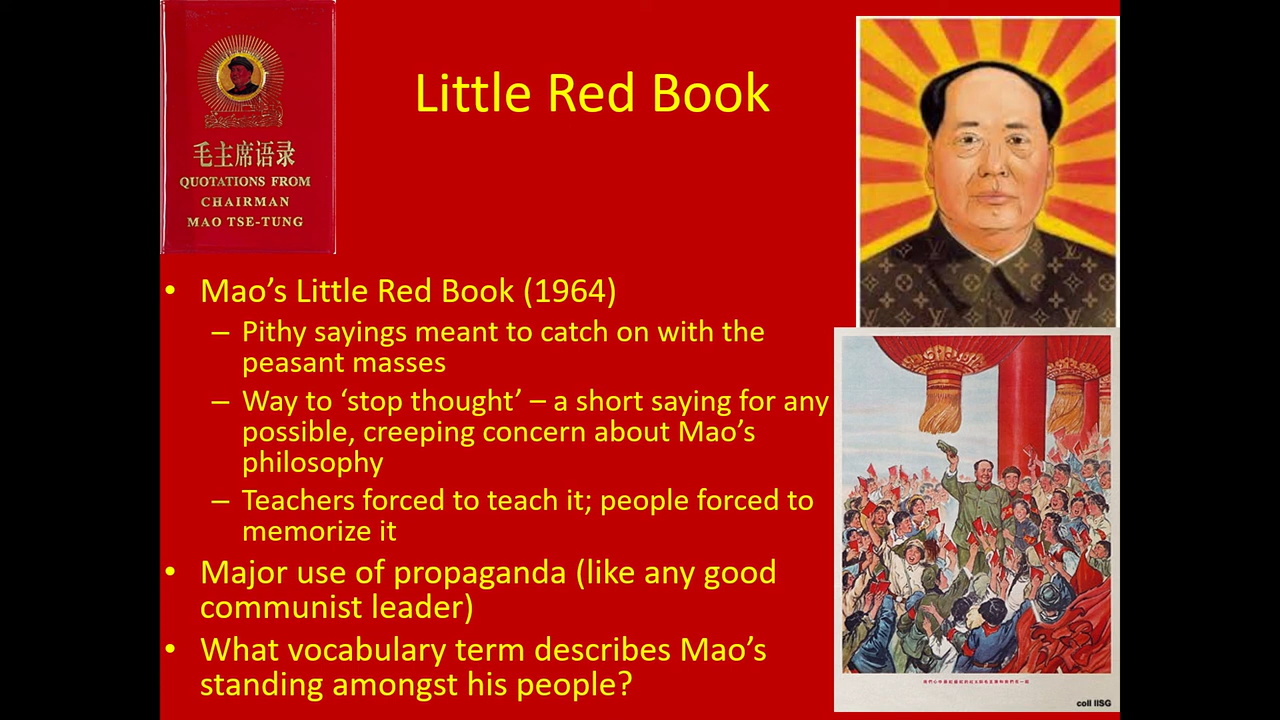 毛主席语录
QUOTATIONS FROM
CHAIRMAN
MAO TSE-TUNG
Little Red Book
• Mao’s Little Red Book (1964)
– Pithy sayings meant to catch on with the
peasant masses
– Way to ‘stop thought’ – a short saying for any
possible, creeping concern about Mao’s
philosophy
– Teachers forced to teach it; people forced to
memorize it
• Major use of propaganda (like any good
communist leader)
• What vocabulary term describes Mao’s
standing amongst his people?
coll IISG